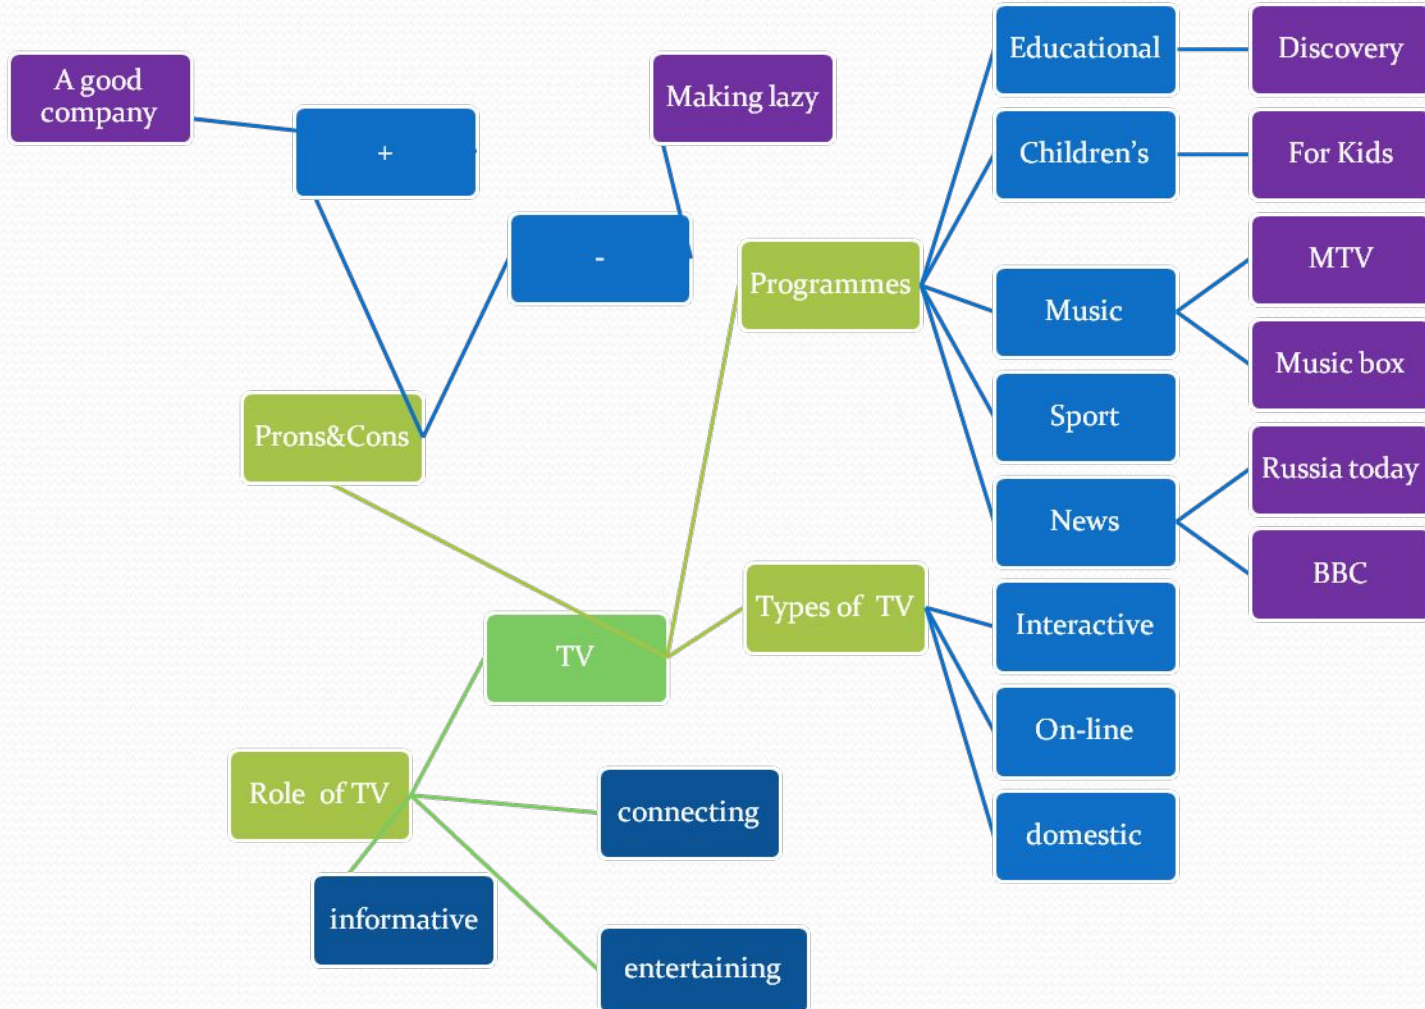 A good
company
+
Making lazy
-
Educational
Discovery
Children's
For Kids
Programmes
Music
MTV
Music box
Sport
Prons&Cons
News
Russia today
BBC
Types of  TV
Interactive
TV
On-line
Role  of TV
connecting
domestic
informative
entertaining